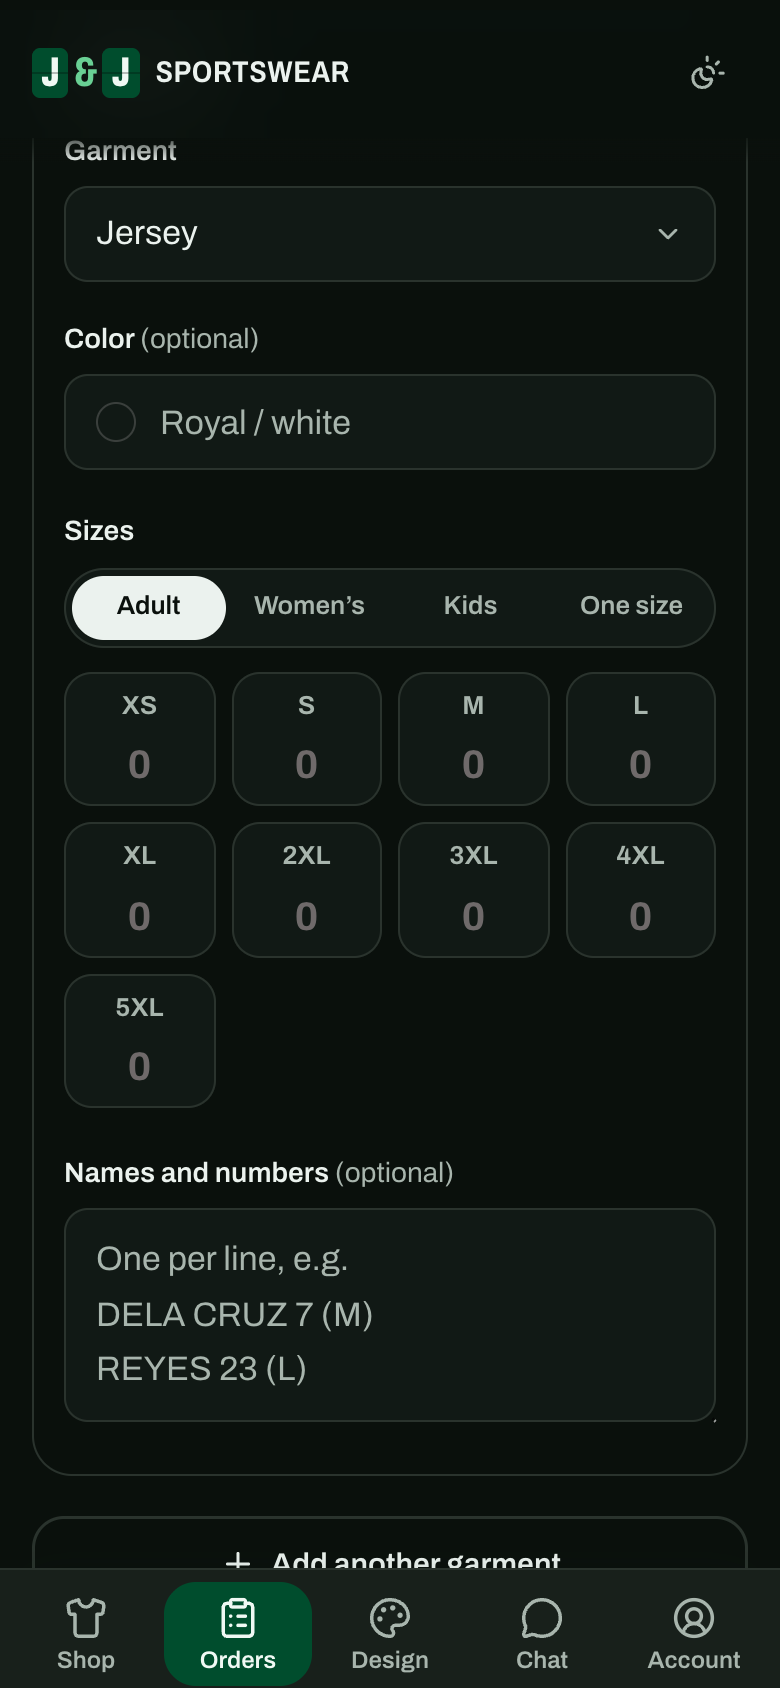 J & J SPORTSWEAR
Garment
Jersey
Color (optional)
Royal / white
Sizes
Adult Women’s Kids One size
XS S M L
0 0 0 0
XL 2XL 3XL 4XL
0 0 0 0
5XL
0
Names and numbers (optional)
One per line, e.g.
DELA CRUZ 7 (M)
REYES 23 (L)
+ Add another garment
Shop Orders Design Chat Account